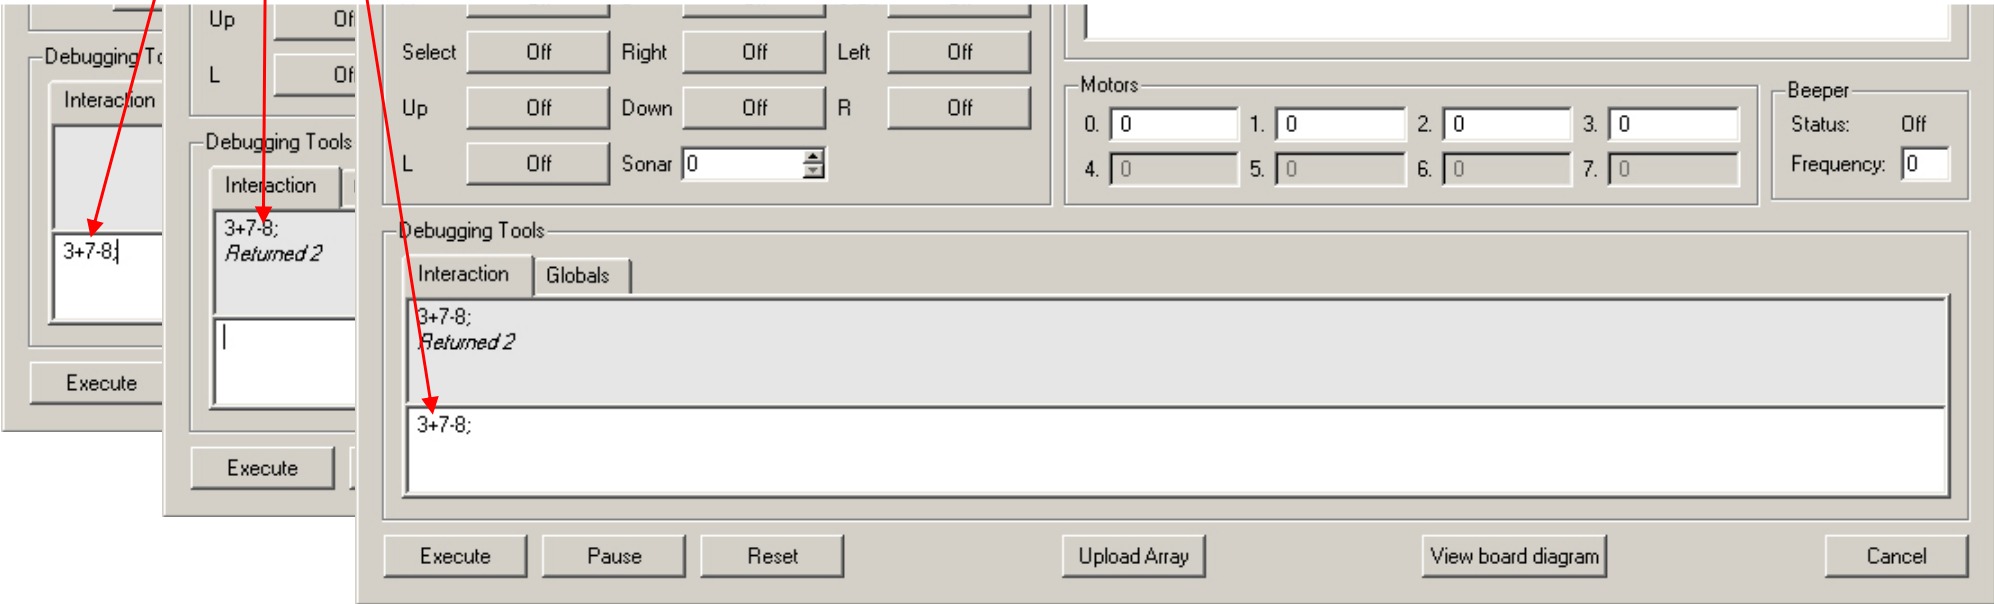 Debugging To
Interaction
3+7-8;
Execute
Up
Of
L
Of
Debugging Tools
Interaction
3+7-8;
Returned 2
Execute
Select Off Right Off Left Off
Up Off Down Off R Off
L Off Sonar 0
Motors
0. 0 1. 0 2. 0 3. 0
4. 0 5. 0 6. 0 7. 0
Beeper
Status: Off
Frequency: 0
Debugging Tools
Interaction Globals
3+7-8;
Returned 2
3+7-8;
Execute Pause Reset Upload Array View board diagram Cancel